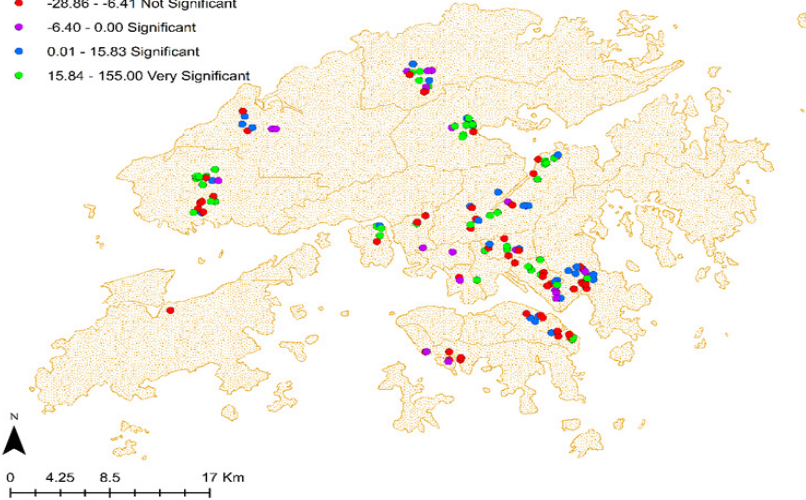 -28.86 - -6.41 Not Significant
-6.40 - 0.00 Significant
0.01 - 15.83 Significant
15.84 - 155.00 Very Significant
N
0 4.25 8.5 17 Km